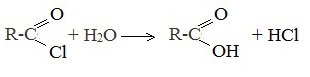 R-C O Cl + H2O → R-C O OH + HCl